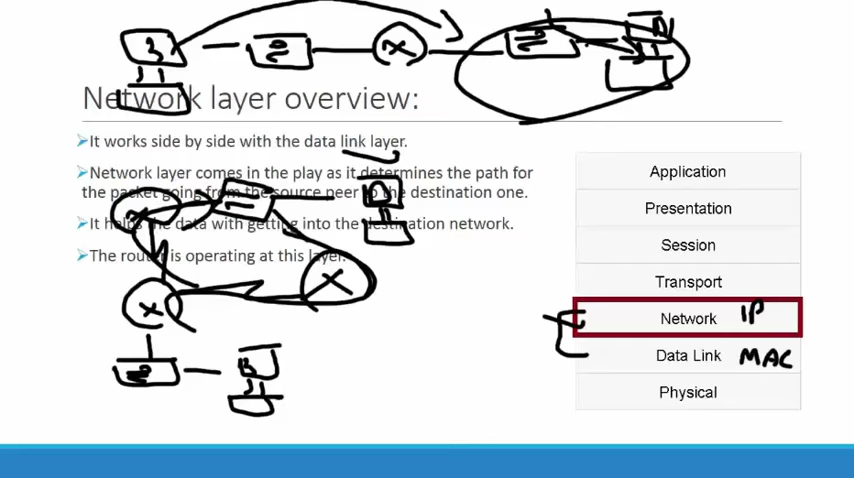 Network layer overview:
It works side by side with the data link layer.
Network layer comes in the play as it determines the path for
the packet going from the source peer to the destination one.
It helps the data with getting into the destination network.
The router is operating at this layer.
Application
Presentation
Session
Transport
Network IP
Data Link MAC
Physical